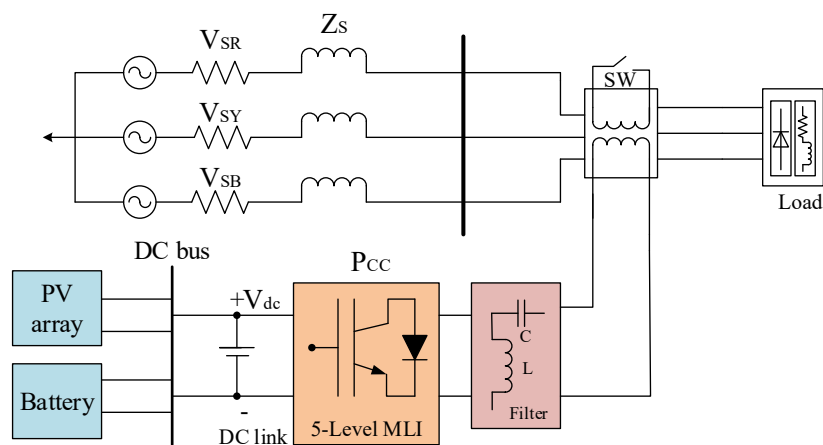 VSR
ZS
SW
VSY
VSB
Load
DC bus
PCC
PV
array
+Vdc
C
L
Battery
-
DC link
5-Level MLI
Filter